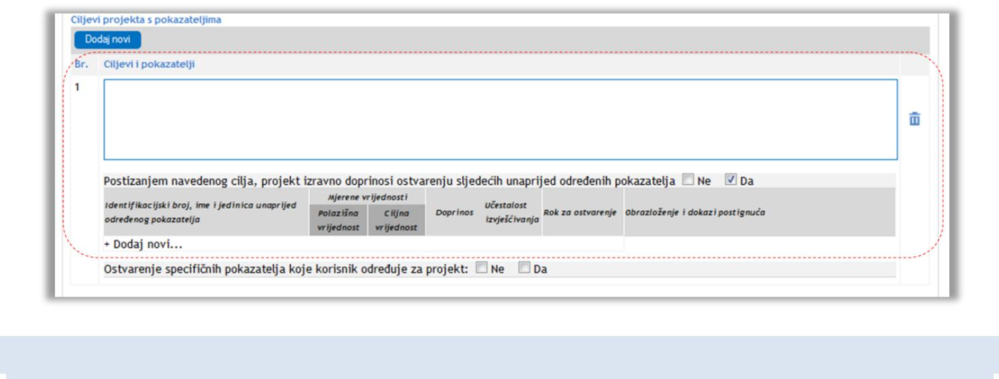 Ciljevi projekta s pokazateljima
Dodaj novi
Br. Ciljevi i pokazatelji
1
Postizanjem navedenog cilja, projekt izravno doprinosi ostvarenju sljedećih unaprijed određenih pokazatelja Ne Da
Identifikacijski broj, ime i jedinica unaprijed
određenog pokazatelja
Mjerene vrijednosti
Polazišna
vrijednost
Ciljna
vrijednost
Doprinos
Učestalost
izvješćivanja
Rok za ostvarenje
Obrazloženje i dokazi postignuća
+ Dodaj novi...
Ostvarenje specifičnih pokazatelja koje korisnik određuje za projekt: Ne Da